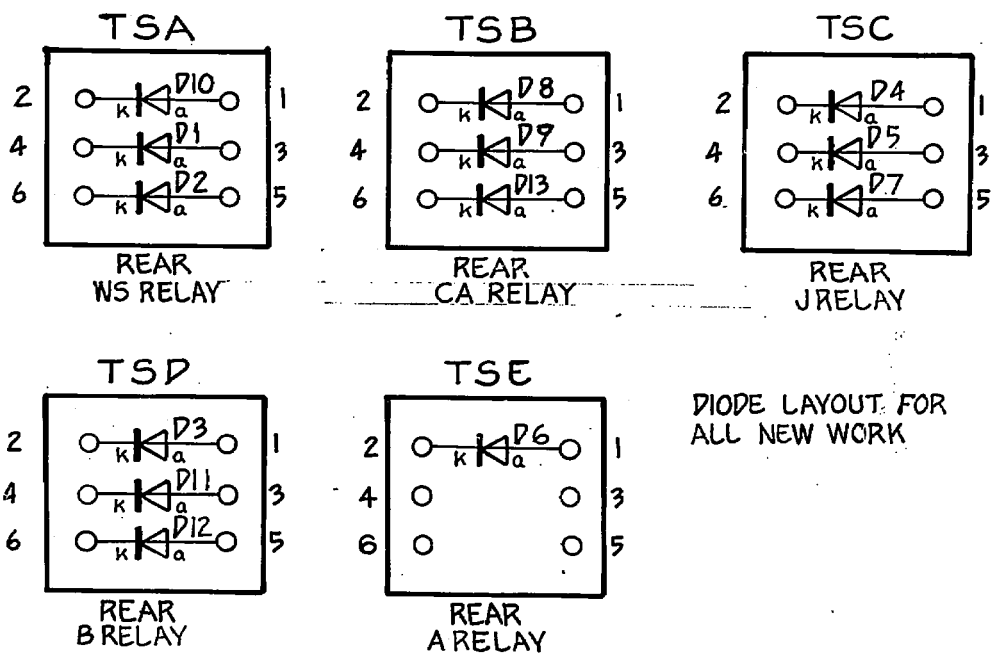 TSA
2 D10 1
k a
4 D1 3
k a
6 D2 5
k a
REAR
WS RELAY
TSB
2 D8 1
k a
4 D9 3
k a
6 D13 5
k a
REAR
CA RELAY
TSC
2 D4 1
k a
4 D5 3
k a
6 D7 5
k a
REAR
J RELAY
TSD
2 D3 1
k a
4 D11 3
k a
6 D12 5
k a
REAR
B RELAY
TSE
2 D6 1
k a
4 3
6 5
REAR
A RELAY
DIODE LAYOUT FOR
ALL NEW WORK